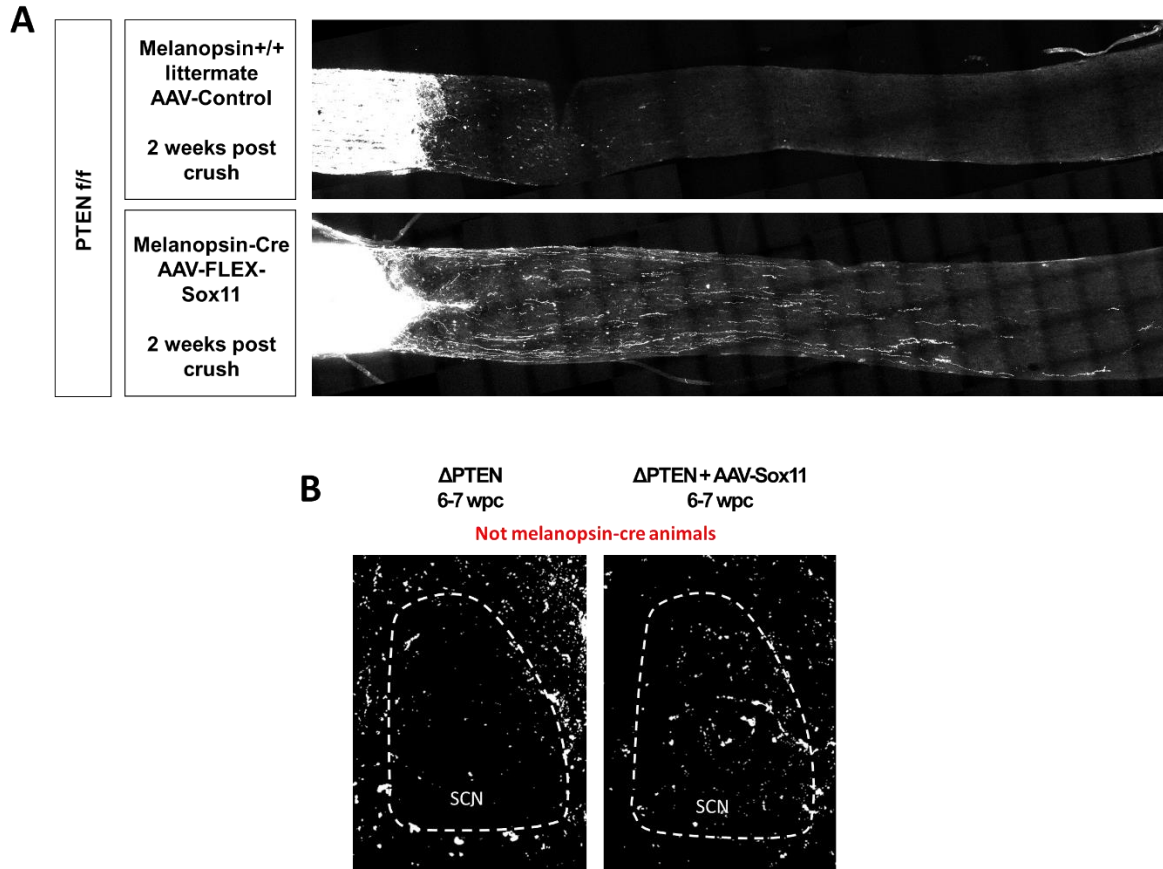 A
PTEN f/f
Melanopsin+/+
littermate
AAV-Control
2 weeks post
crush
Melanopsin-Cre
AAV-FLEX-
Sox11
2 weeks post
crush
B
ΔPTEN
6-7 wpc
ΔPTEN + AAV-Sox11
6-7 wpc
Not melanopsin-cre animals
SCN
SCN